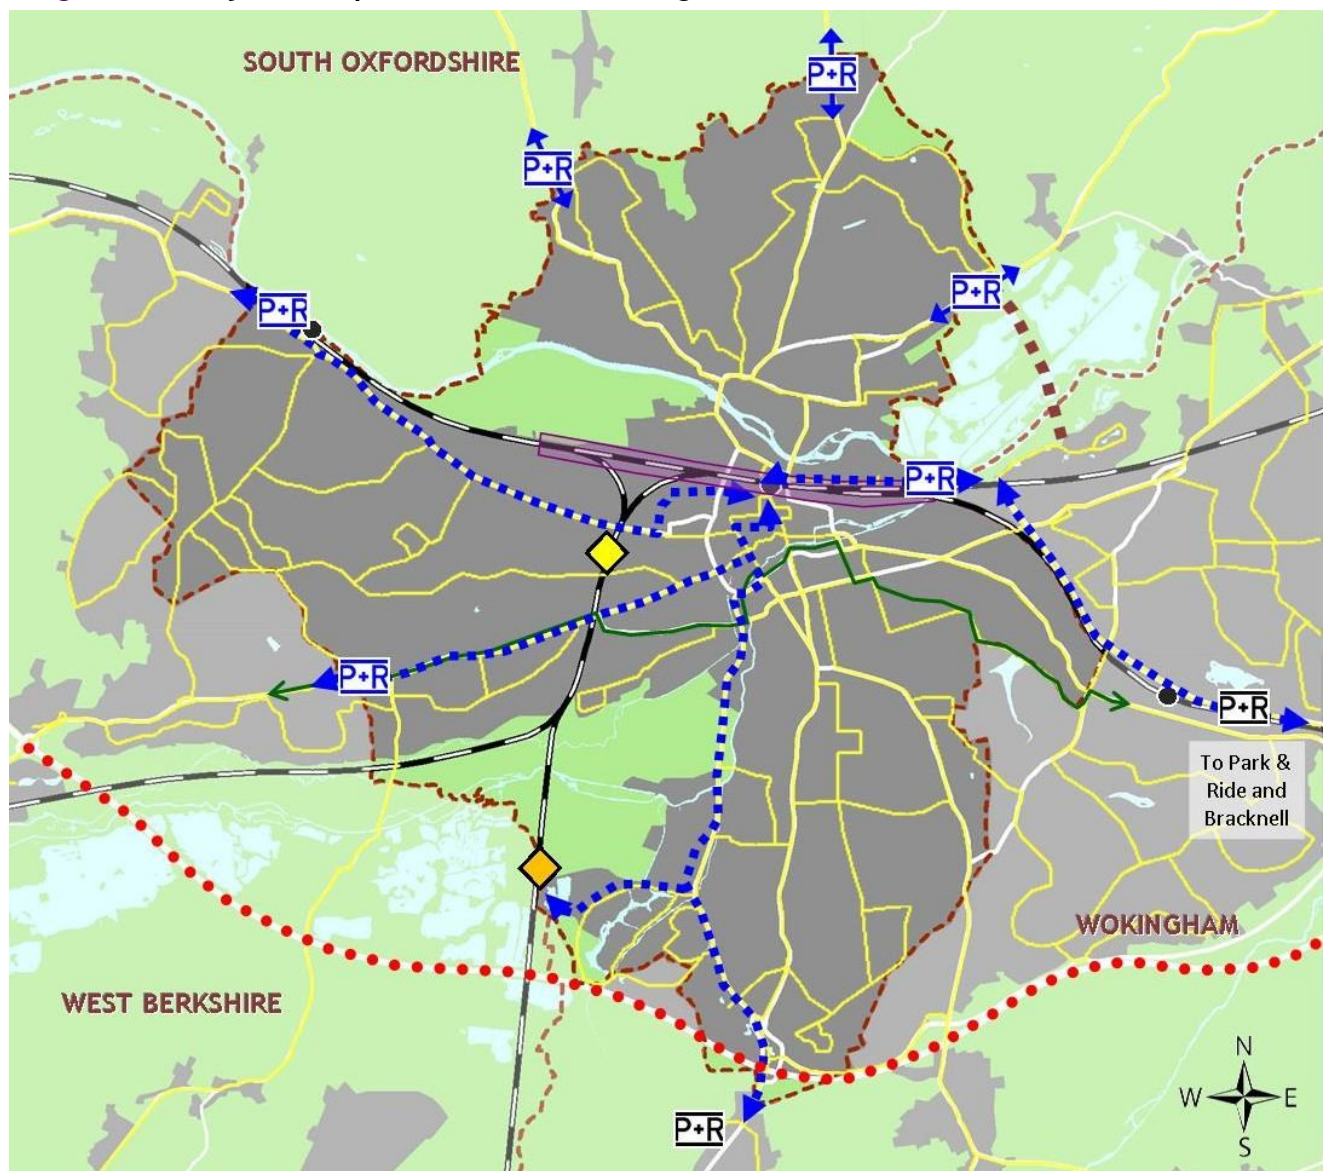 SOUTH OXFORDSHIRE
P+R
P+R
P+R
P+R
P+R
P+R
P+R
To Park &
Ride and
Bracknell
WOKINGHAM
WEST BERKSHIRE
N
W E
S
P+R